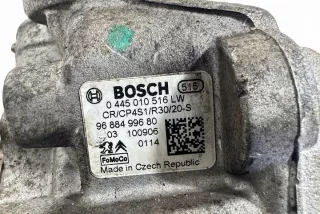 BOSCH 516
0 445 010 516 LW
CR/CP4S1/R30/20-S
96 884 996 80
03 100906
0114
FoMoCo
Made in Czech Republic